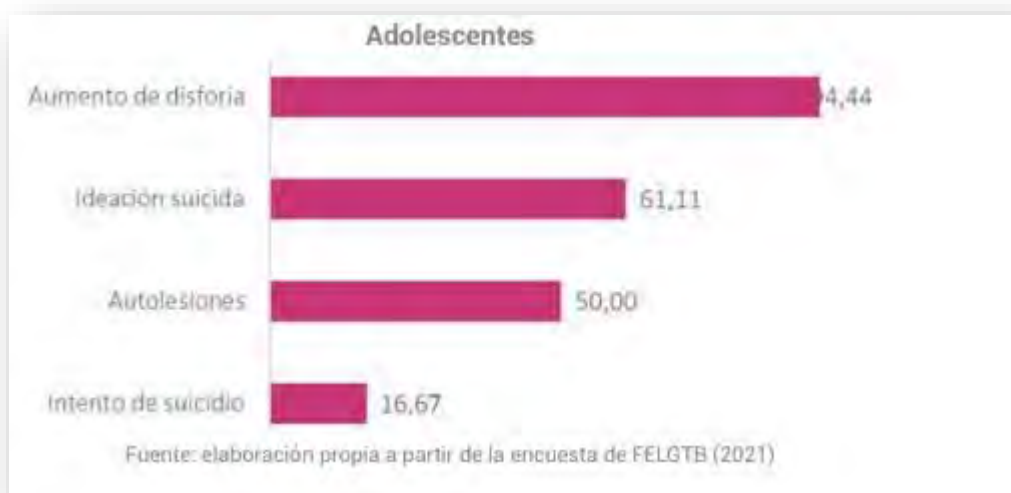 Adolescentes
Aumento de disforia
4,44
Ideación suicida 61,11
Autolesiones 50,00
Intento de suicidio 16,67
Fuente: elaboración propia a partir de la encuesta de FELGTB (2021)